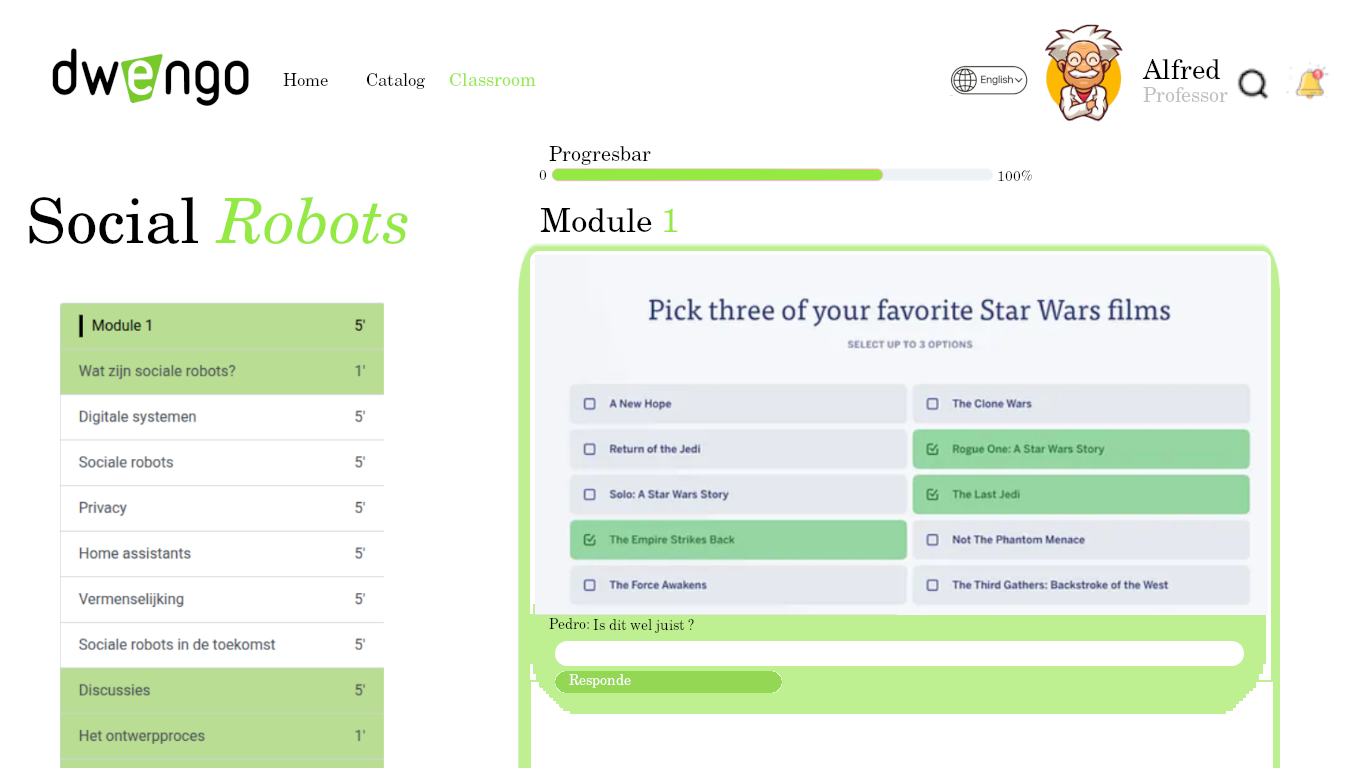 dwengo
Home Catalog Classroom
English
Alfred
Professor
Progresbar
0 100%
Social Robots
Module 1
Module 1 5'
Wat zijn sociale robots? 1'
Digitale systemen 5'
Sociale robots 5'
Privacy 5'
Home assistants 5'
Vermenselijking 5'
Sociale robots in de toekomst 5'
Discussies 5'
Het ontwerpproces 1'
Pick three of your favorite Star Wars films
SELECT UP TO 3 OPTIONS
A New Hope
The Clone Wars
Return of the Jedi
Rogue One: A Star Wars Story
Solo: A Star Wars Story
The Last Jedi
The Empire Strikes Back
Not The Phantom Menace
The Force Awakens
The Third Gathers: Backstroke of the West
Pedro: Is dit wel juist ?
Responde